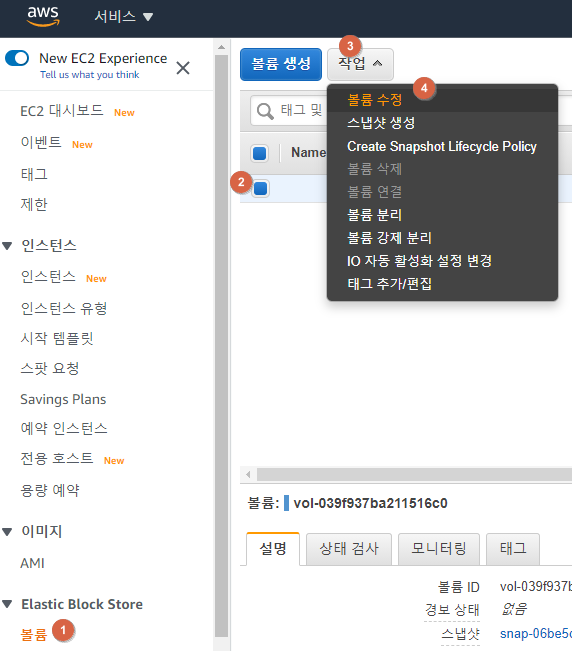 aws 서비스
New EC2 Experience
Tell us what you think
EC2 대시보드 New
이벤트 New
태그
제한
인스턴스
인스턴스 New
인스턴스 유형
시작 템플릿
스팟 요청
Savings Plans
예약 인스턴스
전용 호스트 New
용량 예약
이미지
AMI
Elastic Block Store
볼륨 1
볼륨 생성
3
작업
태그 및
Name
2
볼륨 수정 4
스냅샷 생성
Create Snapshot Lifecycle Policy
볼륨 삭제
볼륨 연결
볼륨 분리
볼륨 강제 분리
IO 자동 활성화 설정 변경
태그 추가/편집
볼륨: vol-039f937ba211516c0
설명 상태 검사 모니터링 태그
볼륨 ID vol-039f937b
경보 상태 없음
스냅샷 snap-06be5c